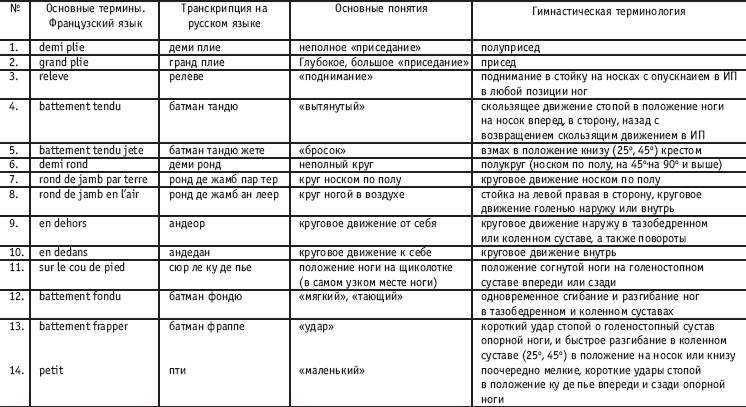 № Основные термины. Французский язык Транскрипция на русском языке Основные понятия Гимнастическая терминология
1. demi plie деми плие неполное «приседание» полуприсед
2. grand plie гранд плие Глубокое, большое «приседание» присед
3. releve релеве «поднимание» поднимание в стойку на носках с опускнаием в ИП
в любой позиции ног
4. battement tendu батман тандю «вытянутый» скользящее движение стопой в положение ноги
на носок вперед, в сторону, назад с
возвращением скользящим движением в ИП
5. battement tendu jete батман тандю жете «бросок» взмах в положение книзу (25º, 45º) крестом
6. demi rond деми ронд неполный круг полукруг (носком по полу, на 45º на 90º и выше)
7. rond de jamb par terre ронд де жамб пар тер круг носком по полу круговое движение носком по полу
8. rond de jamb en l’air ронд де жамб ан леер круг ногой в воздухе стойка на левой правая в сторону, круговое
движение голенью наружу или внутрь
9. en dehors андеор круговое движение от себя круговое движение наружу в тазобедренном
или коленном суставе, а также повороты
10. en dedans андедан круговое движение к себе круговое движение внутрь
11. sur le cou de pied сюр ле ку де пье положение ноги на щиколотке положение согнутой ноги на голеностопном
(в самом узком месте ноги) суставе впереди или сзади
12. battement fondu батман фондю «мягкий», «тающий» одновременное сгибание и разгибание ног
в тазобедренном и коленном суставах
13. battement frapper батман фраппе «удар» короткий удар стопой о голеностопный сустав
опорной ноги, и быстрое разгибание в коленном
суставе (25º, 45º) в положение на носок или книзу
14. petit пти «маленький» поочередно мелкие, короткие удары стопой
в положение ку де пье впереди и сзади опорной
ноги